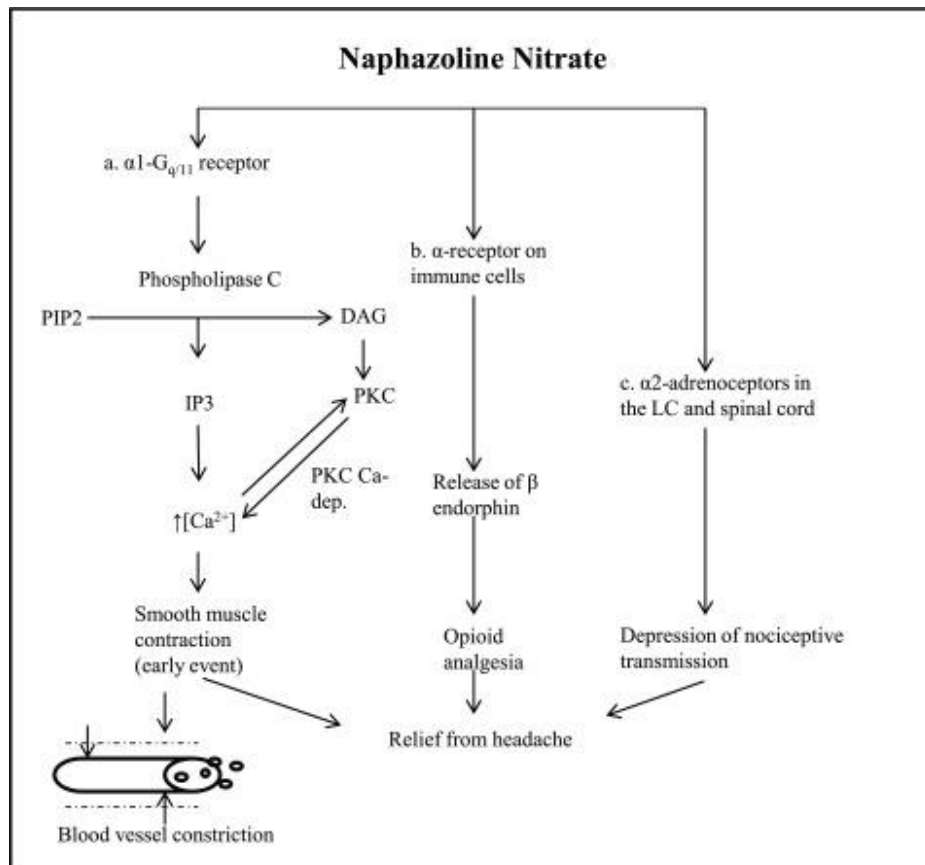 Naphazoline Nitrate
a. α1-Gq/11 receptor
Phospholipase C
PIP2
DAG
IP3
PKC
PKC Ca-
dep.
↑[Ca²⁺]
Smooth muscle
contraction
(early event)
Blood vessel constriction
b. α-receptor on
immune cells
Release of β
endorphin
Opioid
analgesia
c. α2-adrenoceptors in
the LC and spinal cord
Depression of nociceptive
transmission
Relief from headache